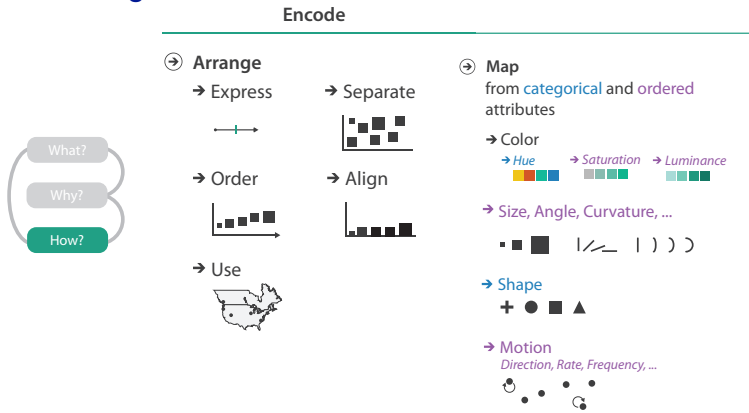 Encode
What?
Why?
How?
Arrange
Express
Separate
Order
Align
Use
Map
from categorical and ordered
attributes
Color
Hue
Saturation
Luminance
Size, Angle, Curvature, ...
Shape
Motion
Direction, Rate, Frequency, ...